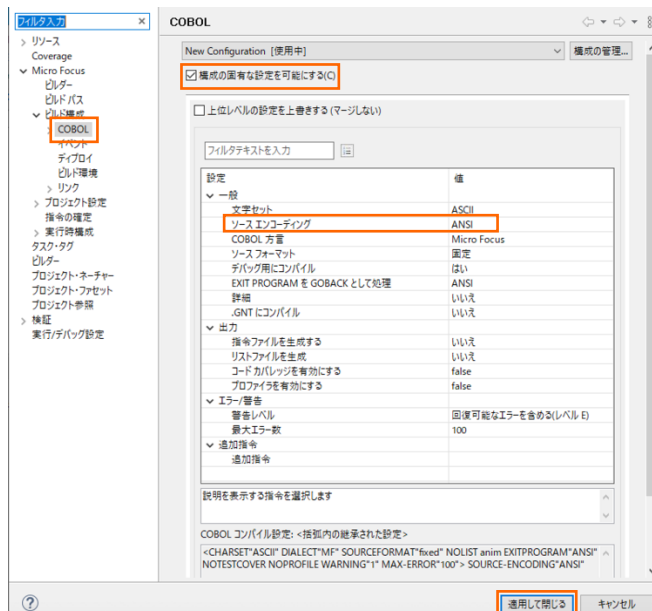 フィルタ入力
COBOL
リソース
Coverage
Micro Focus
ビルダー
ビルド パス
ビルド構成
COBOL
イベント
ディプロイ
ビルド環境
リンク
プロジェクト設定
指令の確定
実行時構成
タスク・タグ
ビルダー
プロジェクト・ネーチャー
プロジェクト・ファセット
プロジェクト参照
検証
実行/デバッグ設定
New Configuration [使用中]
構成の管理...
構成の固有な設定を可能にする(C)
上位レベルの設定を上書きする (マージしない)
フィルタテキストを入力
設定 値
一般
文字セット ASCII
ソース エンコーディング ANSI
COBOL 方言 Micro Focus
ソース フォーマット 固定
デバッグ用にコンパイル はい
EXIT PROGRAM を GOBACK として処理 ANSI
詳細 いいえ
.GNT にコンパイル いいえ
出力
指令ファイルを生成する いいえ
リストファイルを生成 いいえ
コード カバレッジを有効にする false
プロファイラを有効にする false
エラー/警告
警告レベル 回復可能なエラーを含める(レベル E)
最大エラー数 100
追加指令
追加指令
説明を表示する指令を選択します
COBOL コンパイル設定: <括弧内の継承された設定>
<CHARSET"ASCII" DIALECT"MF" SOURCEFORMAT"fixed" NOLIST anim EXITPROGRAM"ANSI"
NOTESTCOVER NOPROFILE WARNING"1" MAX-ERROR"100"> SOURCE-ENCODING"ANSI"
適用して閉じる
キャンセル